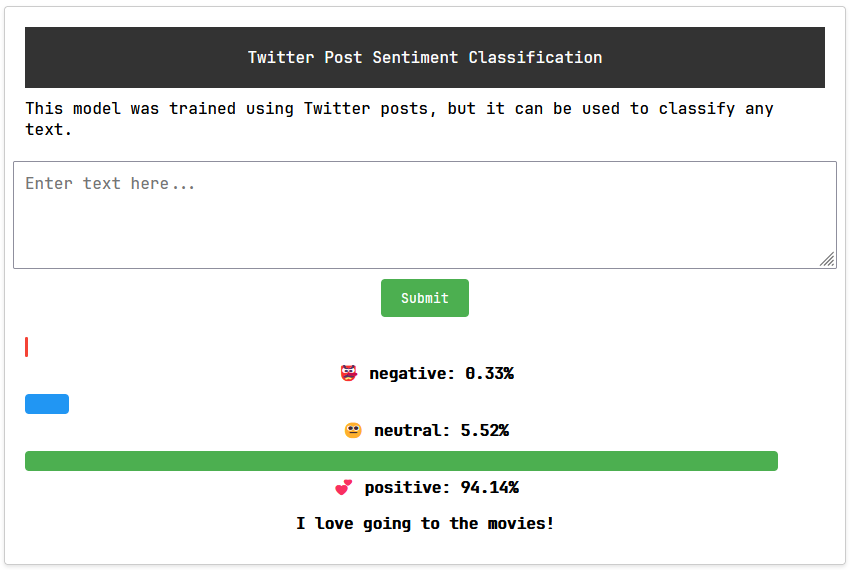 Twitter Post Sentiment Classification
This model was trained using Twitter posts, but it can be used to classify any
text.
Enter text here...
Submit
👹 negative: 0.33%
😐 neutral: 5.52%
💕 positive: 94.14%
I love going to the movies!